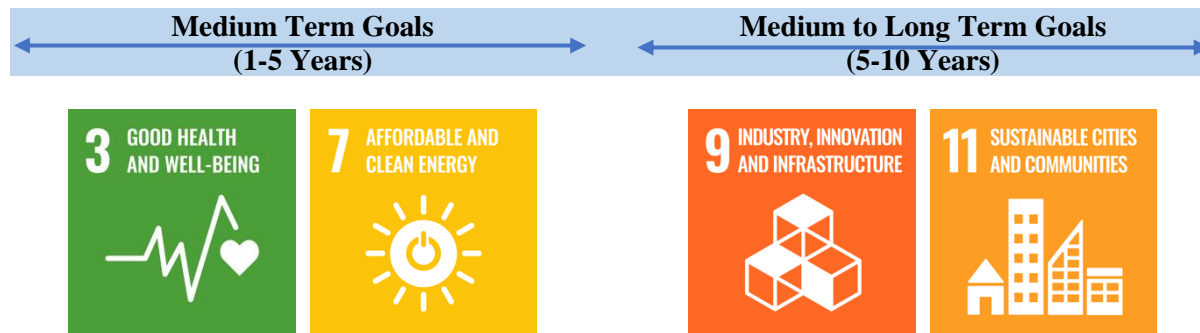 Medium Term Goals
(1-5 Years)
Medium to Long Term Goals
(5-10 Years)
3 GOOD HEALTH
AND WELL-BEING
7 AFFORDABLE AND
CLEAN ENERGY
9 INDUSTRY, INNOVATION
AND INFRASTRUCTURE
11 SUSTAINABLE CITIES
AND COMMUNITIES